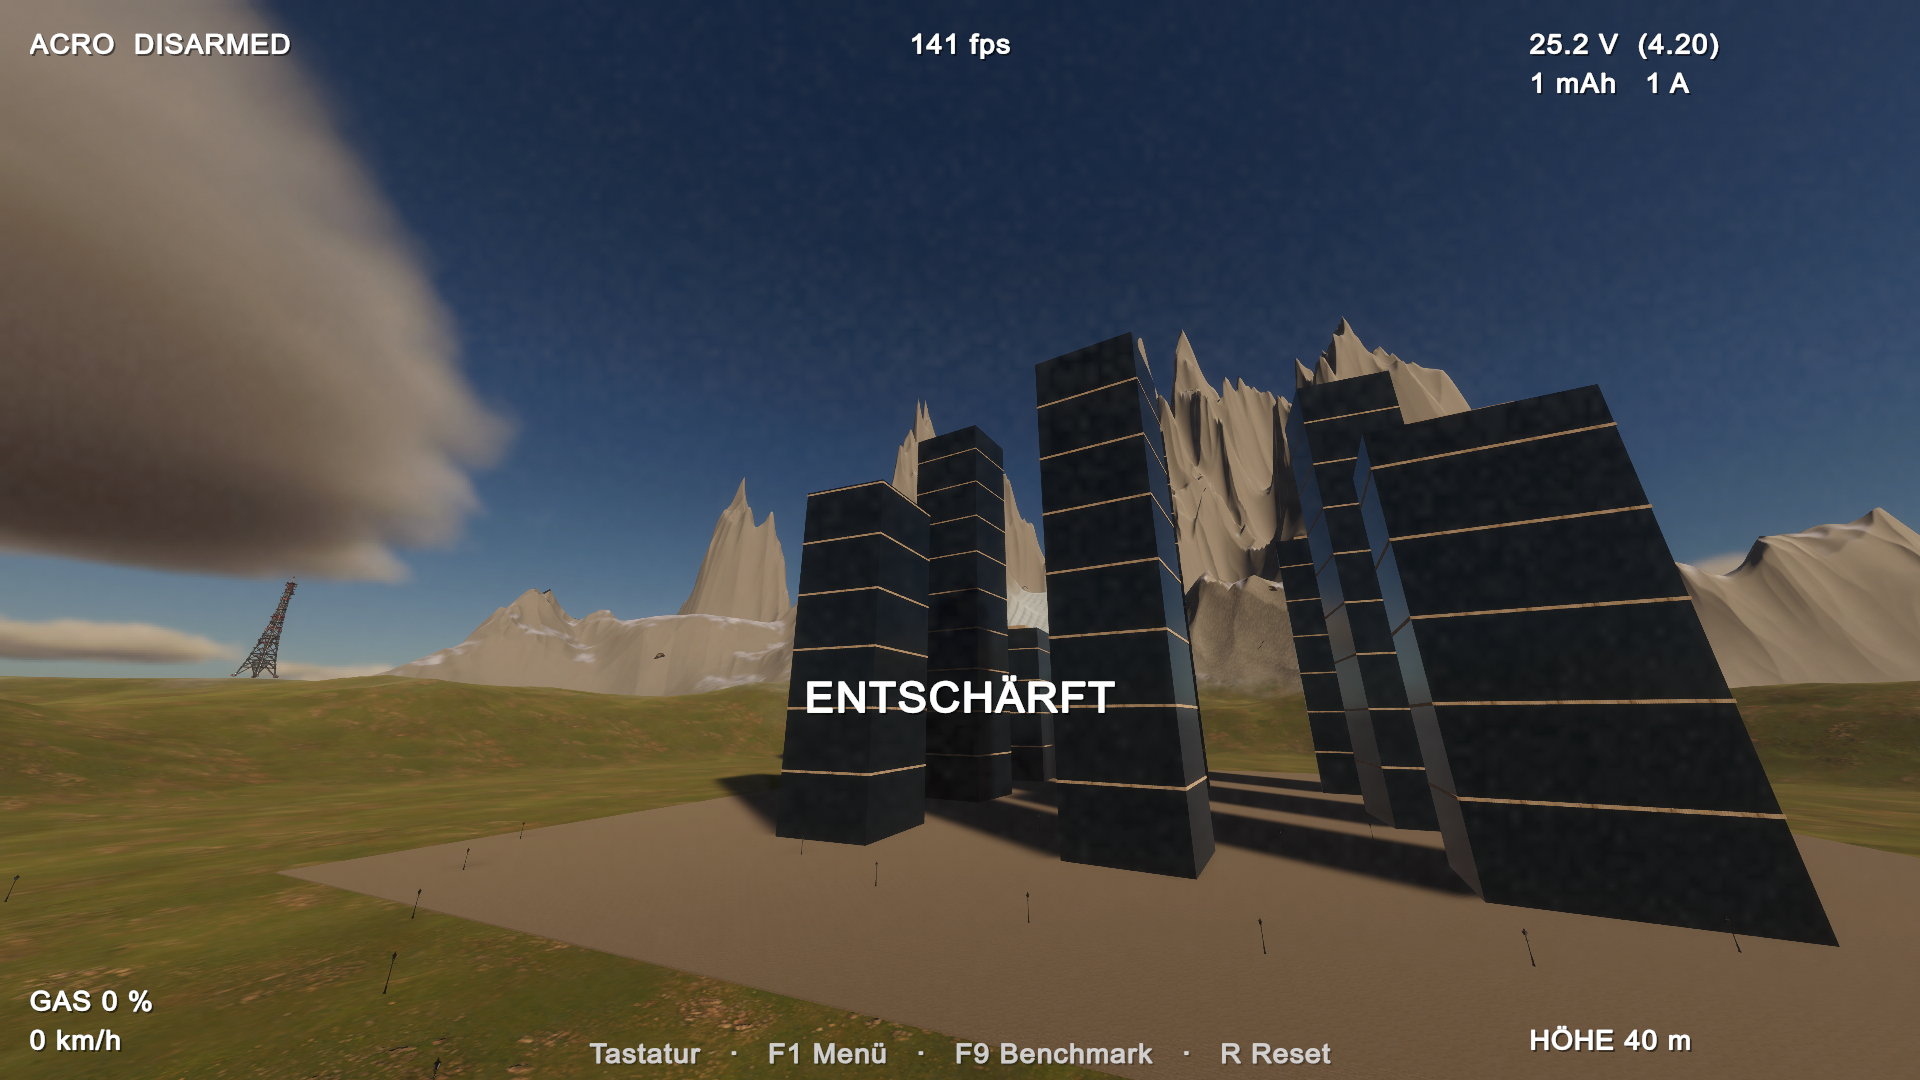 ACRO DISARMED
141 fps
25.2 V (4.20)
1 mAh 1 A
ENTSCHÄRFT
GAS 0 %
0 km/h
HÖHE 40 m
Tastatur · F1 Menü · F9 Benchmark · R Reset